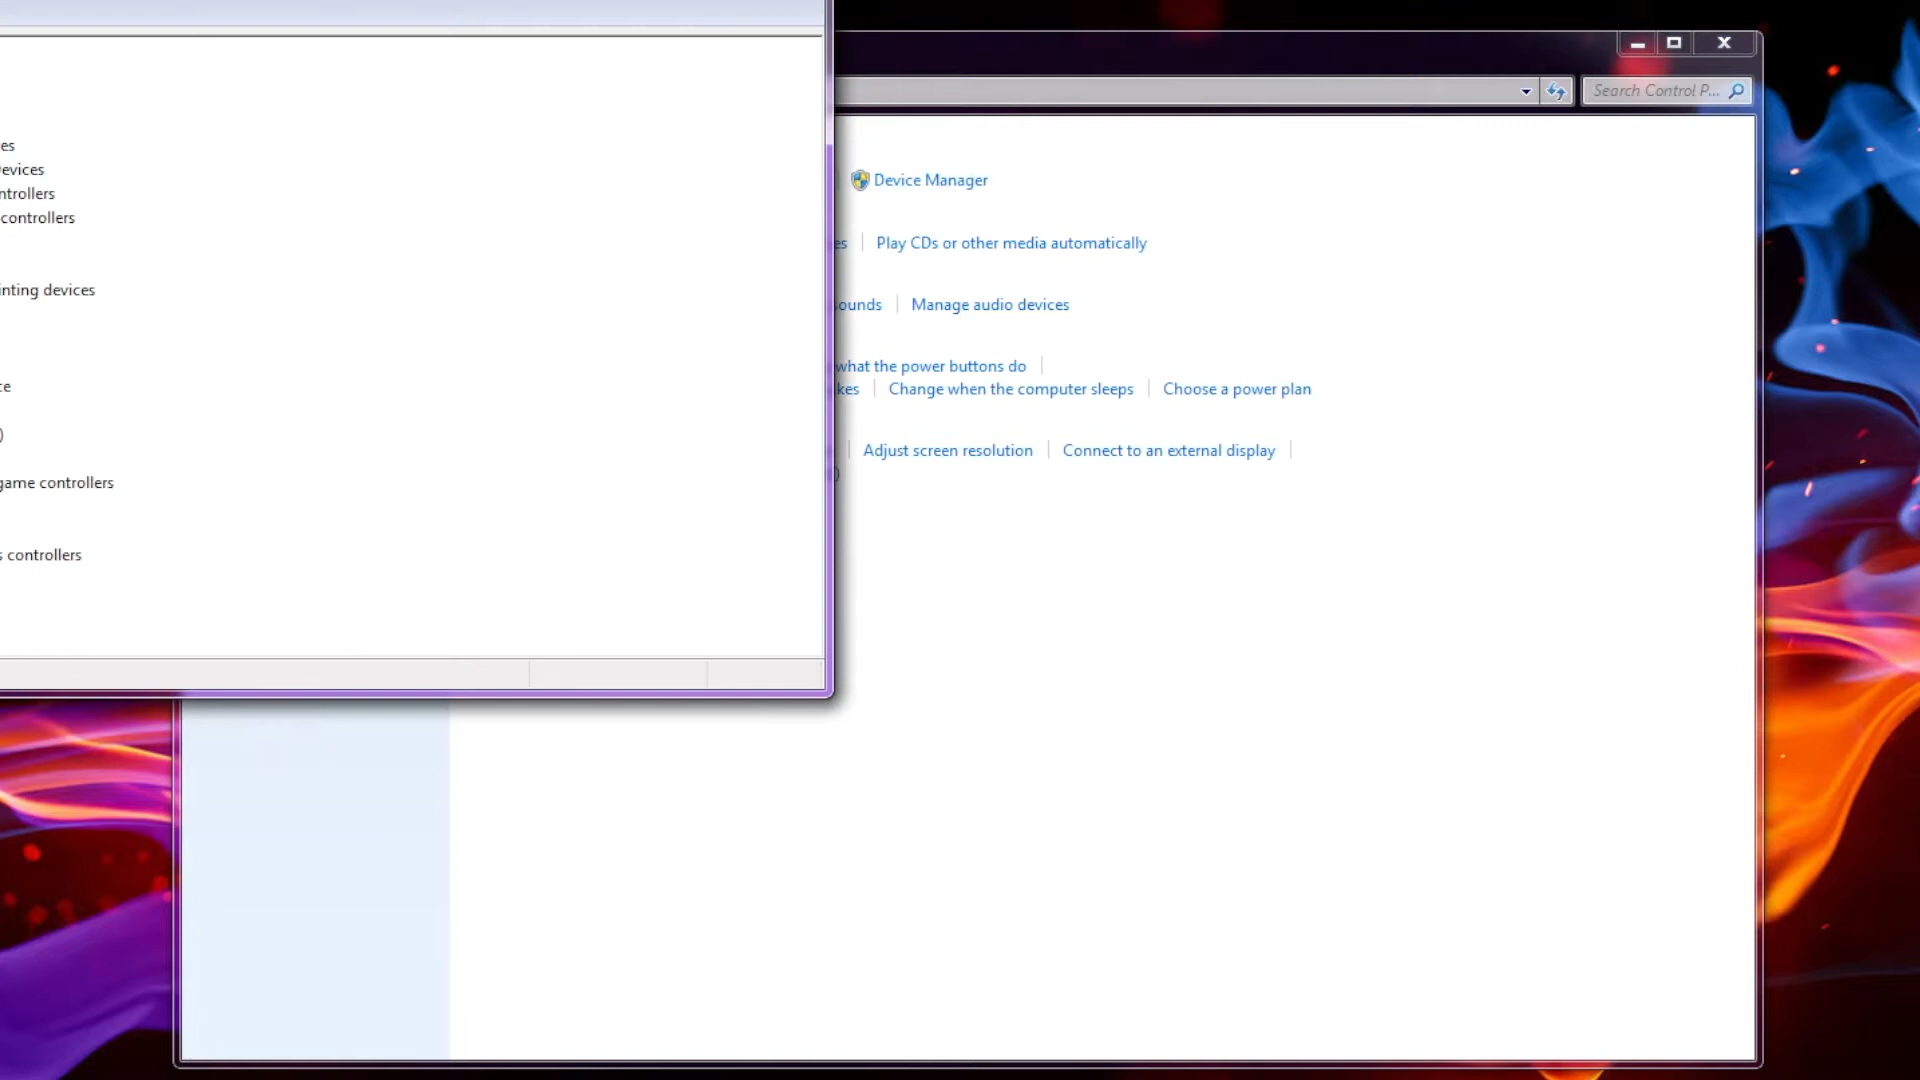 es
evices
ntrollers
controllers
inting devices
ce
)
game controllers
s controllers
Search Control P...
Device Manager
es
Play CDs or other media automatically
ounds
Manage audio devices
what the power buttons do
kes
Change when the computer sleeps
Choose a power plan
Adjust screen resolution
Connect to an external display
)